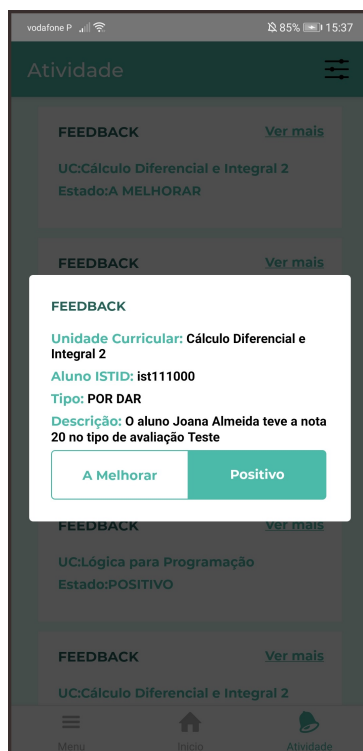 vodafone P 85% 15:37
Atividade
FEEDBACK Ver mais
UC:Cálculo Diferencial e Integral 2
Estado:A MELHORAR
FEEDBACK Ver mais
FEEDBACK
Unidade Curricular: Cálculo Diferencial e
Integral 2
Aluno ISTID: ist111000
Tipo: POR DAR
Descrição: O aluno Joana Almeida teve a nota
20 no tipo de avaliação Teste
A Melhorar Positivo
FEEDBACK Ver mais
UC:Lógica para Programação
Estado:POSITIVO
FEEDBACK Ver mais
UC:Cálculo Diferencial e Integral 2
Menu Início Atividade